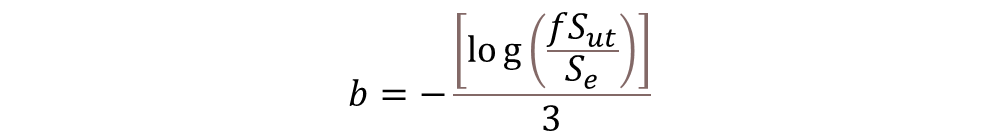 b = −[log(fS_ut/S_e)]/3